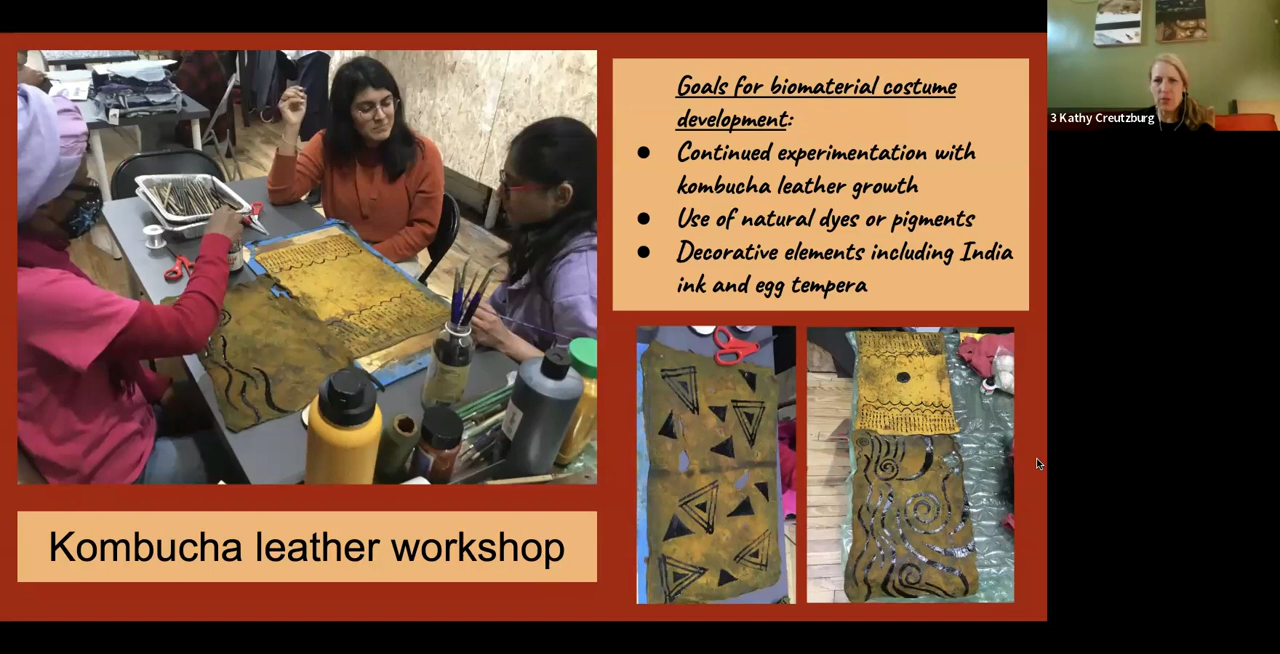 Goals for biomaterial costume
development:
● Continued experimentation with
kombucha leather growth
● Use of natural dyes or pigments
● Decorative elements including India
ink and egg tempera
Kombucha leather workshop
3 Kathy Creutzburg